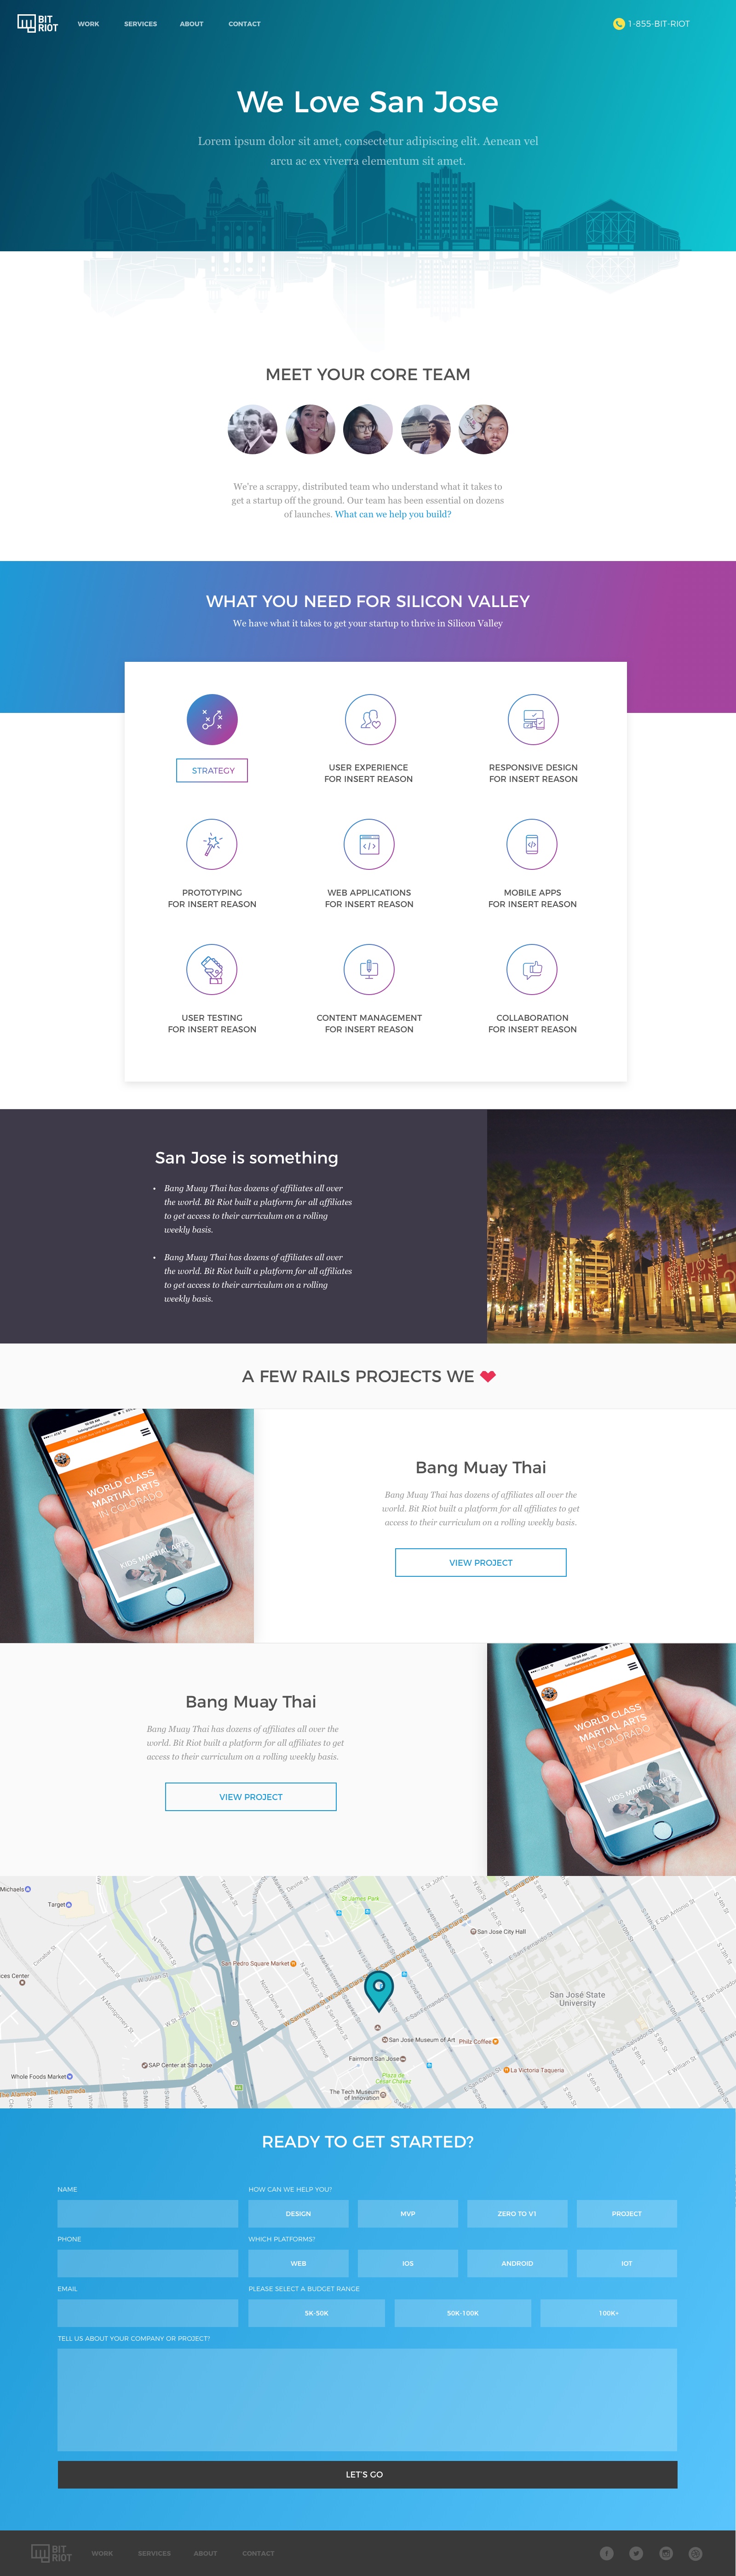 BIT
RIOT
WORK SERVICES ABOUT CONTACT
1-855-BIT-RIOT
We Love San Jose
Lorem ipsum dolor sit amet, consectetur adipiscing elit. Aenean vel
arcu ac ex viverra elementum sit amet.
MEET YOUR CORE TEAM
We're a scrappy, distributed team who understand what it takes to
get a startup off the ground. Our team has been essential on dozens
of launches. What can we help you build?
WHAT YOU NEED FOR SILICON VALLEY
We have what it takes to get your startup to thrive in Silicon Valley
STRATEGY
USER EXPERIENCE
FOR INSERT REASON
RESPONSIVE DESIGN
FOR INSERT REASON
PROTOTYPING
FOR INSERT REASON
WEB APPLICATIONS
FOR INSERT REASON
MOBILE APPS
FOR INSERT REASON
USER TESTING
FOR INSERT REASON
CONTENT MANAGEMENT
FOR INSERT REASON
COLLABORATION
FOR INSERT REASON
San Jose is something
• Bang Muay Thai has dozens of affiliates all over
the world. Bit Riot built a platform for all affiliates
to get access to their curriculum on a rolling
weekly basis.
• Bang Muay Thai has dozens of affiliates all over
the world. Bit Riot built a platform for all affiliates
to get access to their curriculum on a rolling
weekly basis.
A FEW RAILS PROJECTS WE ❤
WORLD CLASS
MARTIAL ARTS
IN COLORADO
KIDS MARTIAL ARTS
Bang Muay Thai
Bang Muay Thai has dozens of affiliates all over the
world. Bit Riot built a platform for all affiliates to get
access to their curriculum on a rolling weekly basis.
VIEW PROJECT
Bang Muay Thai
Bang Muay Thai has dozens of affiliates all over the
world. Bit Riot built a platform for all affiliates to get
access to their curriculum on a rolling weekly basis.
VIEW PROJECT
WORLD CLASS
MARTIAL ARTS
IN COLORADO
KIDS MARTIAL ARTS
Michaels
Target
St James Park
San Jose City Hall
San Pedro Square Market
San José State
University
San Jose Museum of Art
Philz Coffee
Fairmont San Jose
SAP Center at San Jose
La Victoria Taqueria
Whole Foods Market
Plaza de
César Chávez
The Tech Museum
of Innovation
The Alameda
READY TO GET STARTED?
NAME
HOW CAN WE HELP YOU?
DESIGN MVP ZERO TO V1 PROJECT
PHONE
WHICH PLATFORMS?
WEB IOS ANDROID IOT
EMAIL
PLEASE SELECT A BUDGET RANGE
5K-50K 50K-100K 100K+
TELL US ABOUT YOUR COMPANY OR PROJECT?
LET'S GO
BIT
RIOT
WORK SERVICES ABOUT CONTACT